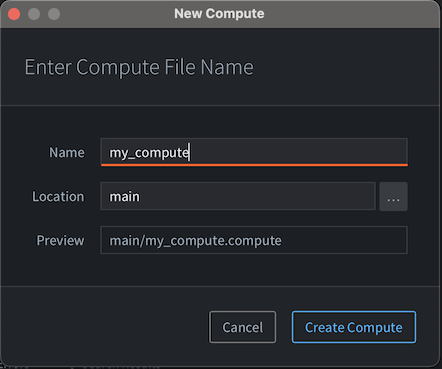 New Compute
Enter Compute File Name
Name my_compute
Location main ...
Preview main/my_compute.compute
Cancel Create Compute